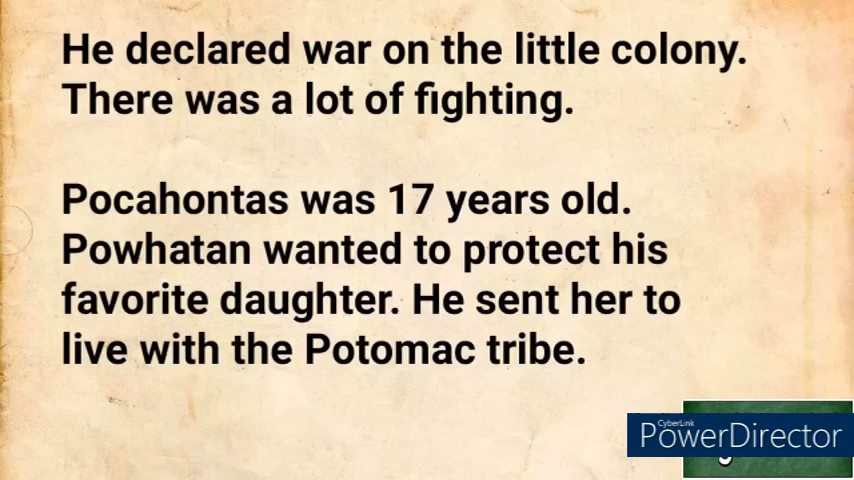 He declared war on the little colony.
There was a lot of fighting.
Pocahontas was 17 years old.
Powhatan wanted to protect his
favorite daughter. He sent her to
live with the Potomac tribe.
CyberLink
PowerDirector